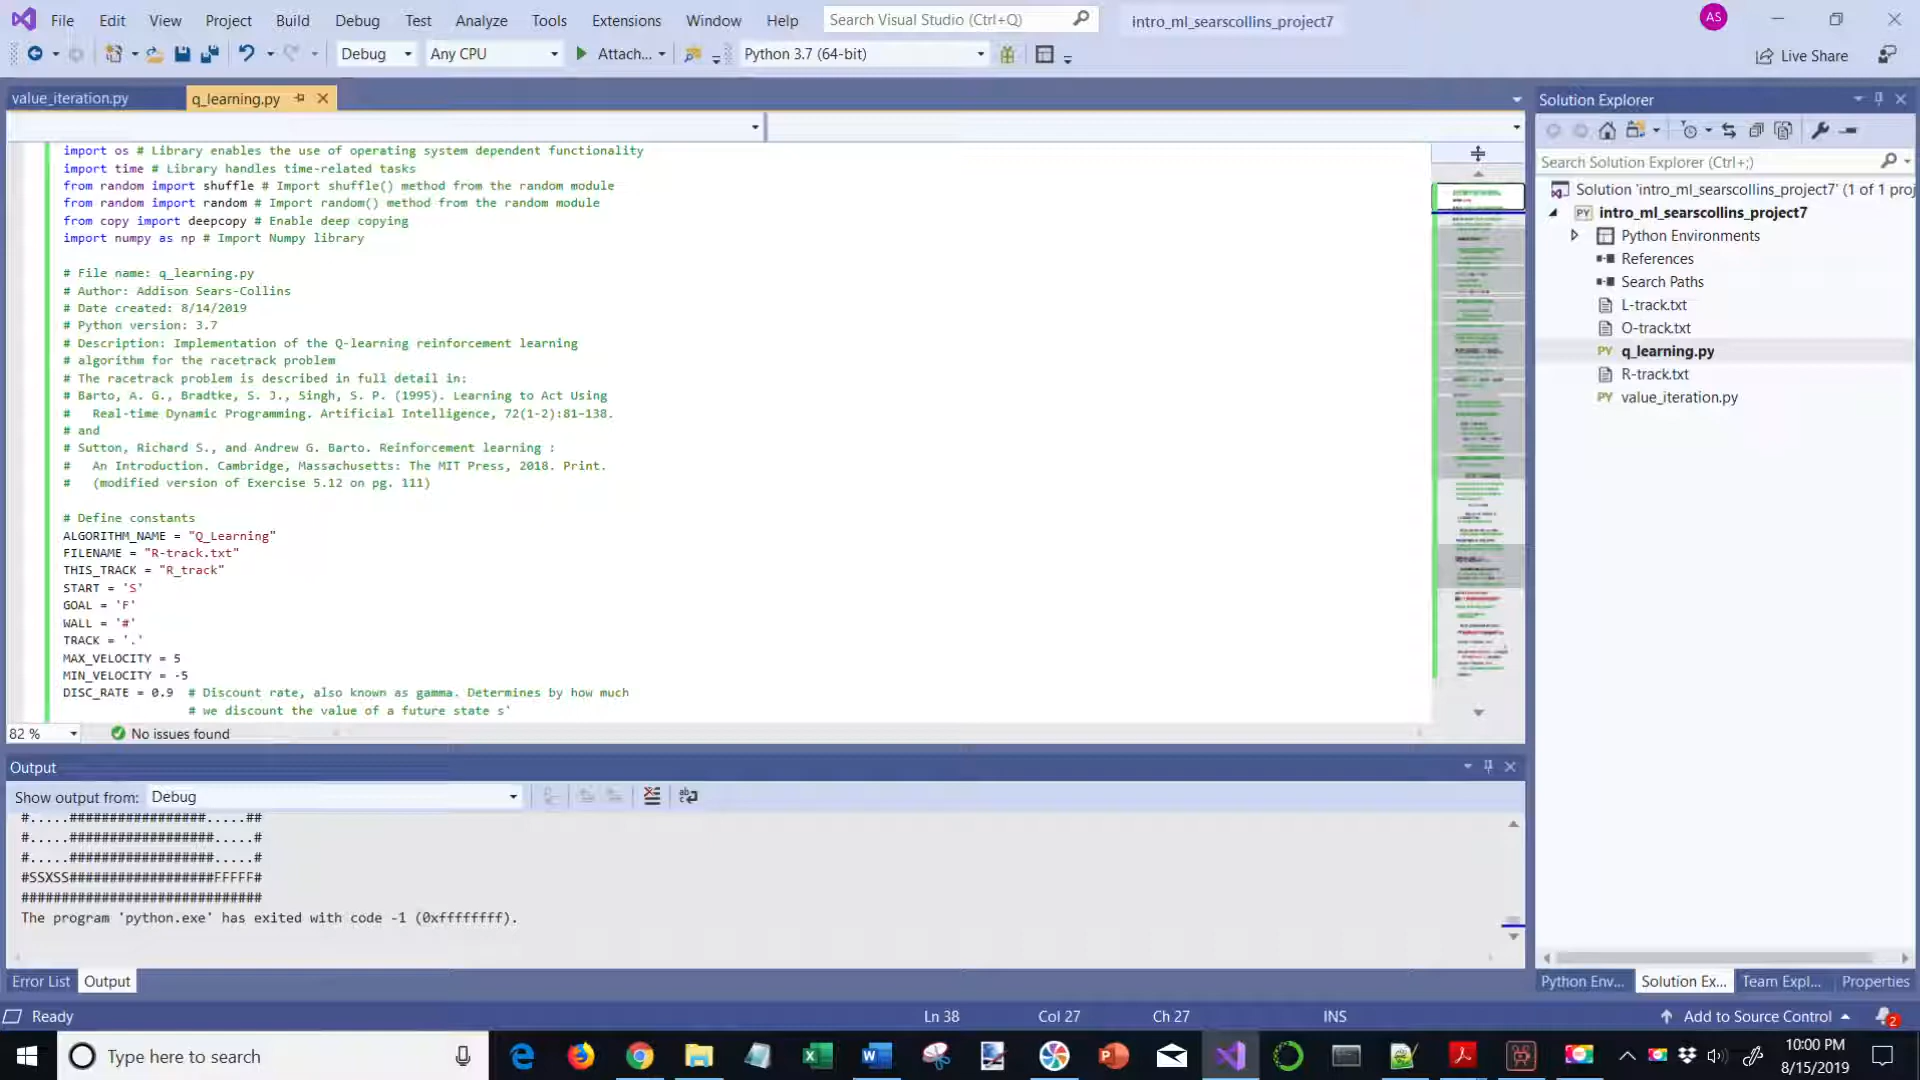 File Edit View Project Build Debug Test Analyze Tools Extensions Window Help Search Visual Studio (Ctrl+Q) intro_ml_searscollins_project7 AS
Debug Any CPU Attach... Python 3.7 (64-bit) Live Share
value_iteration.py q_learning.py
import os # Library enables the use of operating system dependent functionality
import time # Library handles time-related tasks
from random import shuffle # Import shuffle() method from the random module
from random import random # Import random() method from the random module
from copy import deepcopy # Enable deep copying
import numpy as np # Import Numpy library
# File name: q_learning.py
# Author: Addison Sears-Collins
# Date created: 8/14/2019
# Python version: 3.7
# Description: Implementation of the Q-learning reinforcement learning
# algorithm for the racetrack problem
# The racetrack problem is described in full detail in:
# Barto, A. G., Bradtke, S. J., Singh, S. P. (1995). Learning to Act Using
#   Real-time Dynamic Programming. Artificial Intelligence, 72(1-2):81–138.
# and
# Sutton, Richard S., and Andrew G. Barto. Reinforcement learning :
#   An Introduction. Cambridge, Massachusetts: The MIT Press, 2018. Print.
#   (modified version of Exercise 5.12 on pg. 111)
# Define constants
ALGORITHM_NAME = "Q_Learning"
FILENAME = "R-track.txt"
THIS_TRACK = "R_track"
START = 'S'
GOAL = 'F'
WALL = '#'
TRACK = '.'
MAX_VELOCITY = 5
MIN_VELOCITY = -5
DISC_RATE = 0.9  # Discount rate, also known as gamma. Determines by how much
# we discount the value of a future state s'
82 % No issues found
Output
Show output from: Debug
#.....#################.....##
#.....##################.....#
#.....##################.....#
#SSXSS##################FFFFF#
##############################
The program 'python.exe' has exited with code -1 (0xffffffff).
Error List Output
Solution Explorer
Search Solution Explorer (Ctrl+;)
Solution 'intro_ml_searscollins_project7' (1 of 1 proj
PY intro_ml_searscollins_project7
Python Environments
References
Search Paths
L-track.txt
O-track.txt
PY q_learning.py
R-track.txt
PY value_iteration.py
Python Env... Solution Ex... Team Expl... Properties
Ready Ln 38 Col 27 Ch 27 INS Add to Source Control 2
Type here to search
10:00 PM
8/15/2019